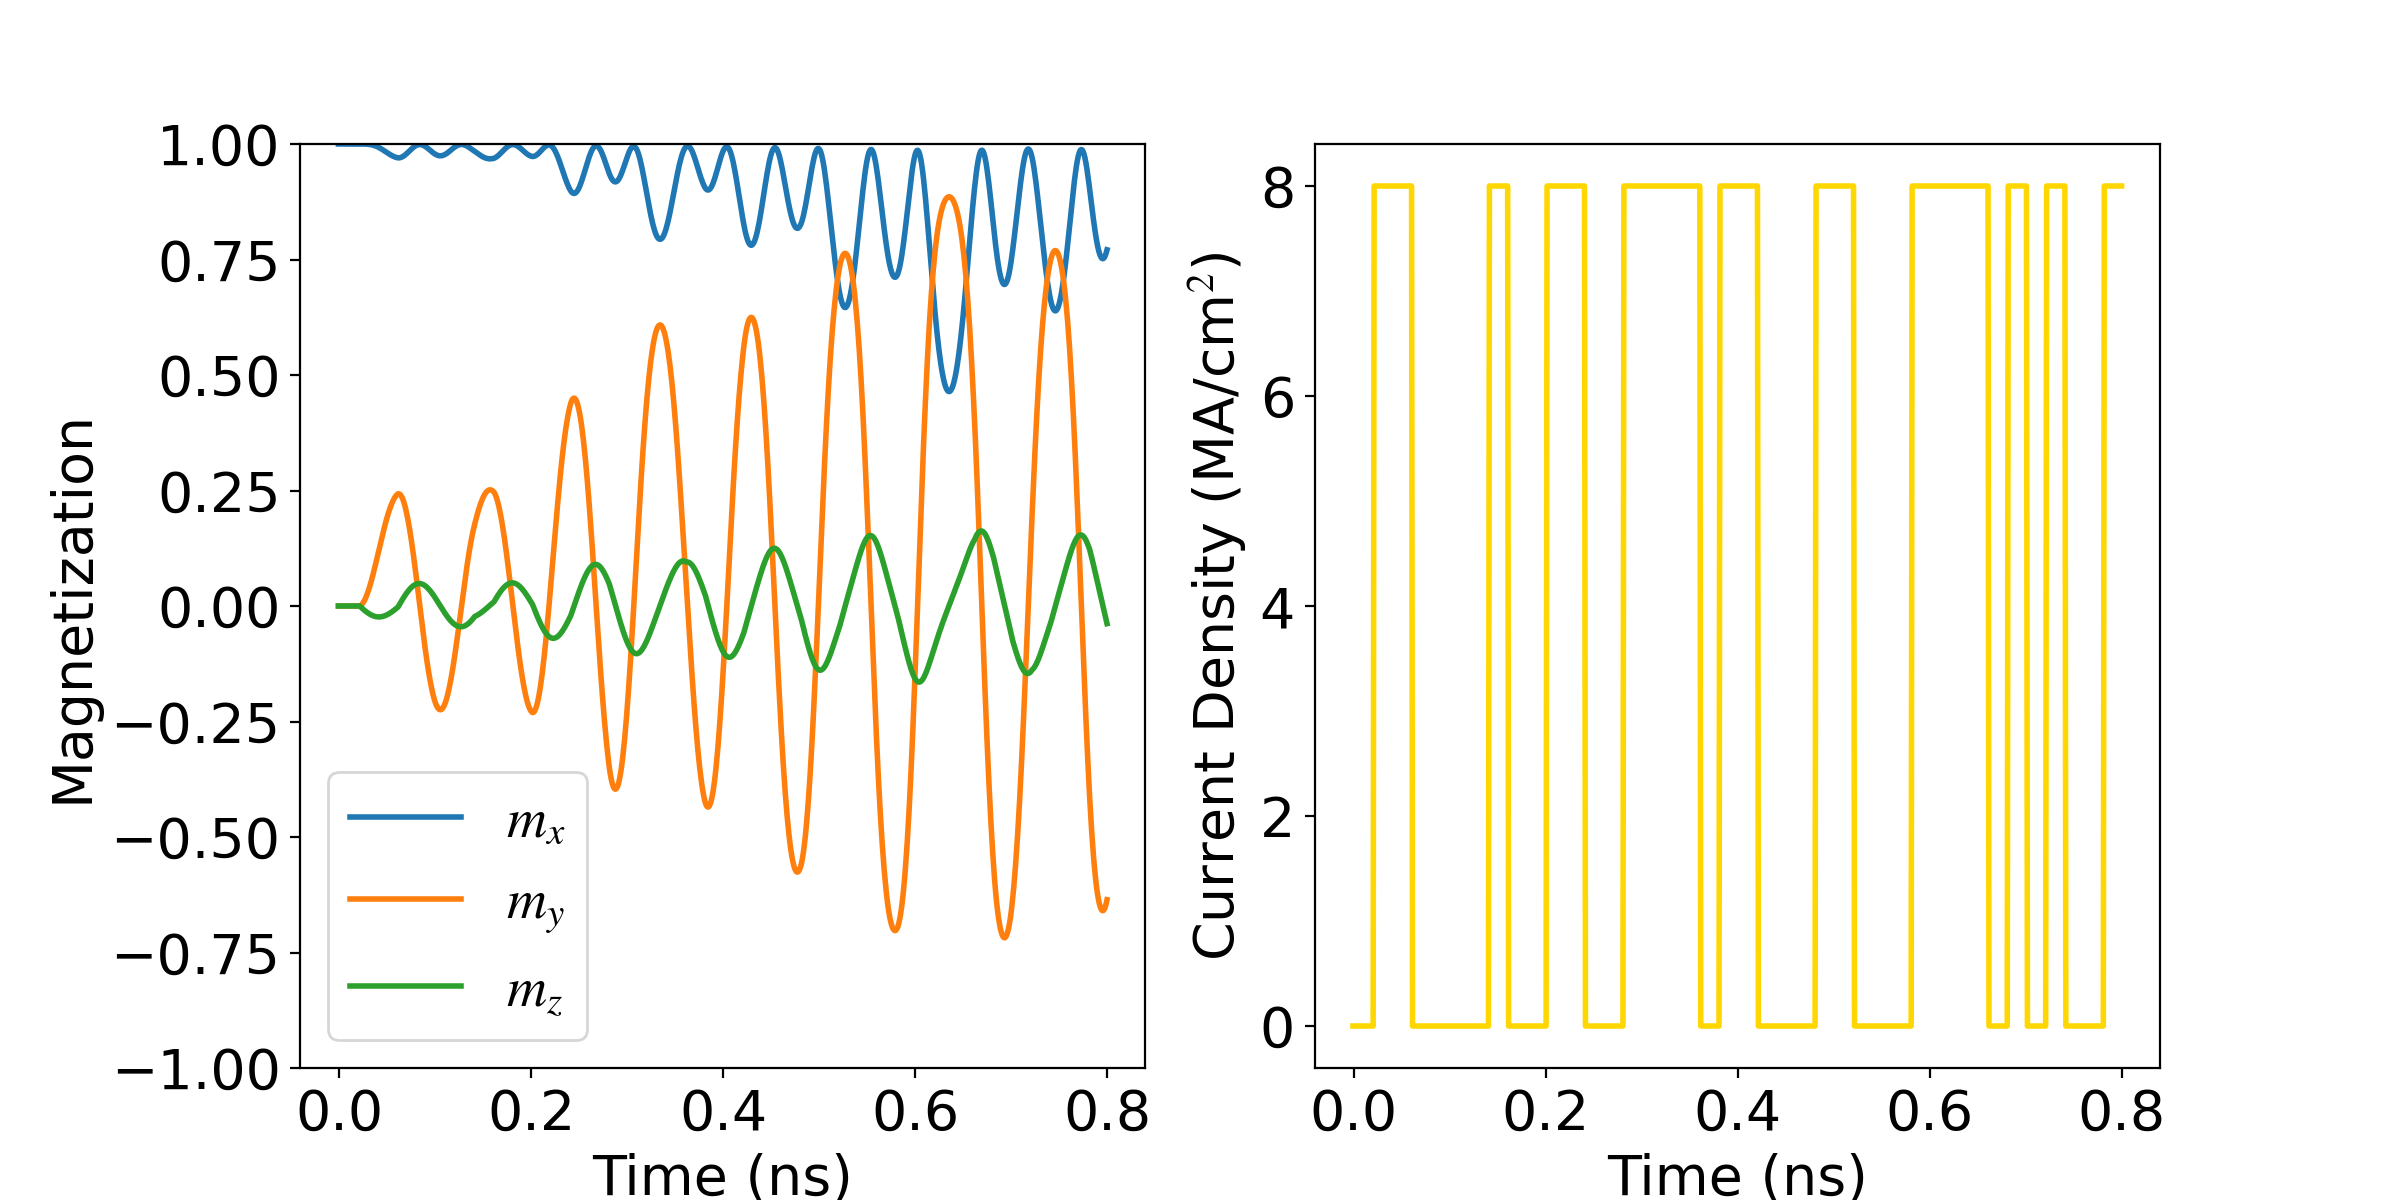 Magnetization
1.00
0.75
0.50
0.25
0.00
−0.25
−0.50
−0.75
−1.00
m_x
m_y
m_z
0.0 0.2 0.4 0.6 0.8
Time (ns)
Current Density (MA/cm²)
8
6
4
2
0
0.0 0.2 0.4 0.6 0.8
Time (ns)